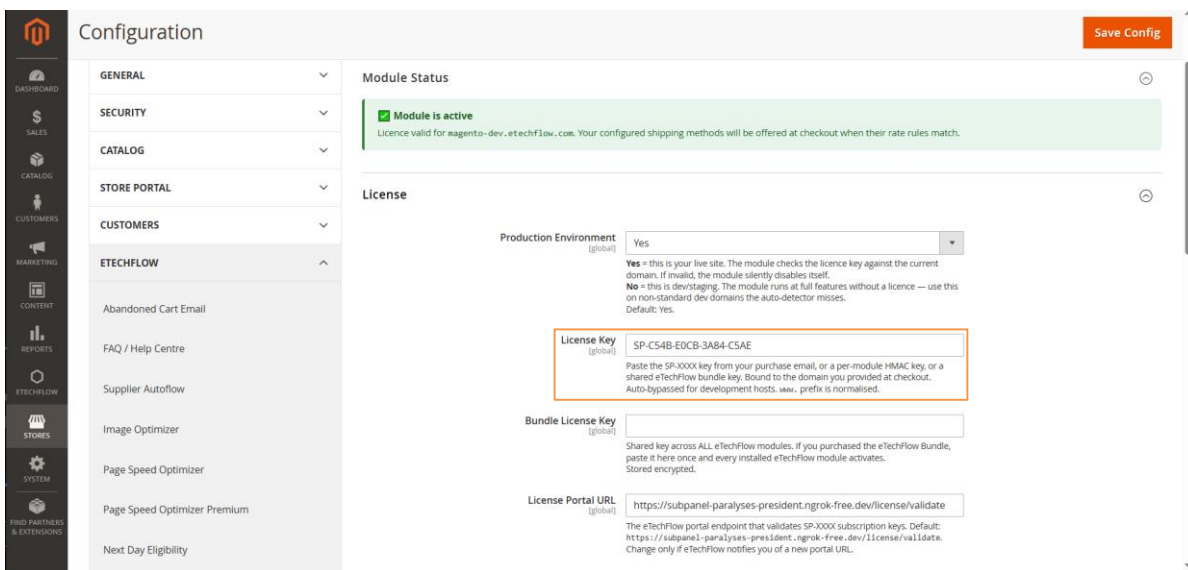 Configuration
Save Config
DASHBOARD
SALES
CATALOG
CUSTOMERS
MARKETING
CONTENT
REPORTS
ETECHFLOW
STORES
SYSTEM
FIND PARTNERS
& EXTENSIONS
GENERAL
SECURITY
CATALOG
STORE PORTAL
CUSTOMERS
ETECHFLOW
Abandoned Cart Email
FAQ / Help Centre
Supplier Autoflow
Image Optimizer
Page Speed Optimizer
Page Speed Optimizer Premium
Next Day Eligibility
Module Status
Module is active
Licence valid for magento-dev.etechflow.com. Your configured shipping methods will be offered at checkout when their rate rules match.
License
Production Environment
[global]
Yes
Yes = this is your live site. The module checks the licence key against the current
domain. If invalid, the module silently disables itself.
No = this is dev/staging. The module runs at full features without a licence — use this
on non-standard dev domains the auto-detector misses.
Default: Yes.
License Key
[global]
SP-C54B-E0CB-3A84-C5AE
Paste the SP-XXXX key from your purchase email, or a per-module HMAC key, or a
shared eTechFlow bundle key. Bound to the domain you provided at checkout.
Auto-bypassed for development hosts. www. prefix is normalised.
Bundle License Key
[global]
Shared key across ALL eTechFlow modules. If you purchased the eTechFlow Bundle,
paste it here once and every installed eTechFlow module activates.
Stored encrypted.
License Portal URL
[global]
https://subpanel-paralyses-president.ngrok-free.dev/license/validate
The eTechFlow portal endpoint that validates SP-XXXX subscription keys. Default:
https://subpanel-paralyses-president.ngrok-free.dev/license/validate.
Change only if eTechFlow notifies you of a new portal URL.